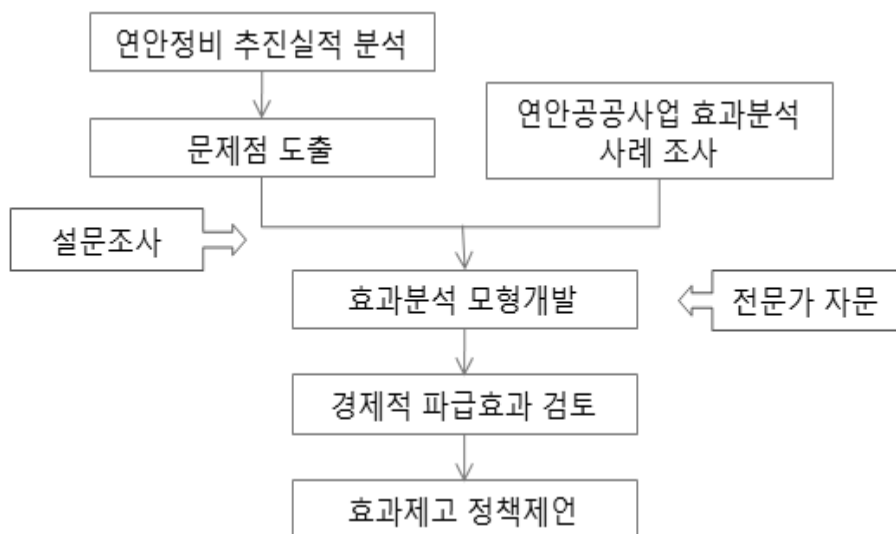 연안정비 추진실적 분석
연안공공사업 효과분석
사례 조사
문제점 도출
설문조사
효과분석 모형개발
전문가 자문
경제적 파급효과 검토
효과제고 정책제언